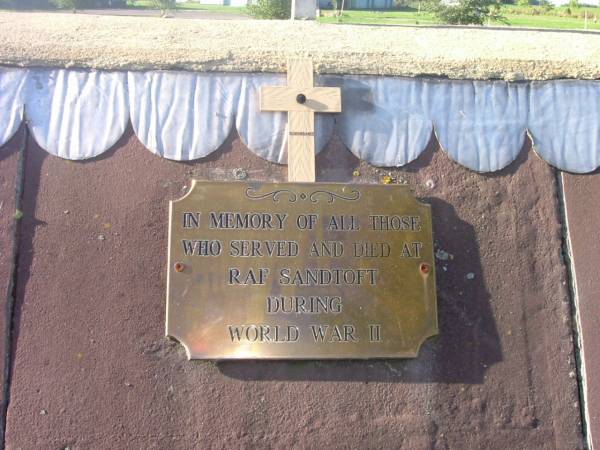 IN MEMORY OF ALL THOSE
WHO SERVED AND DIED AT
RAF SANDTOFT
DURING
WORLD WAR II